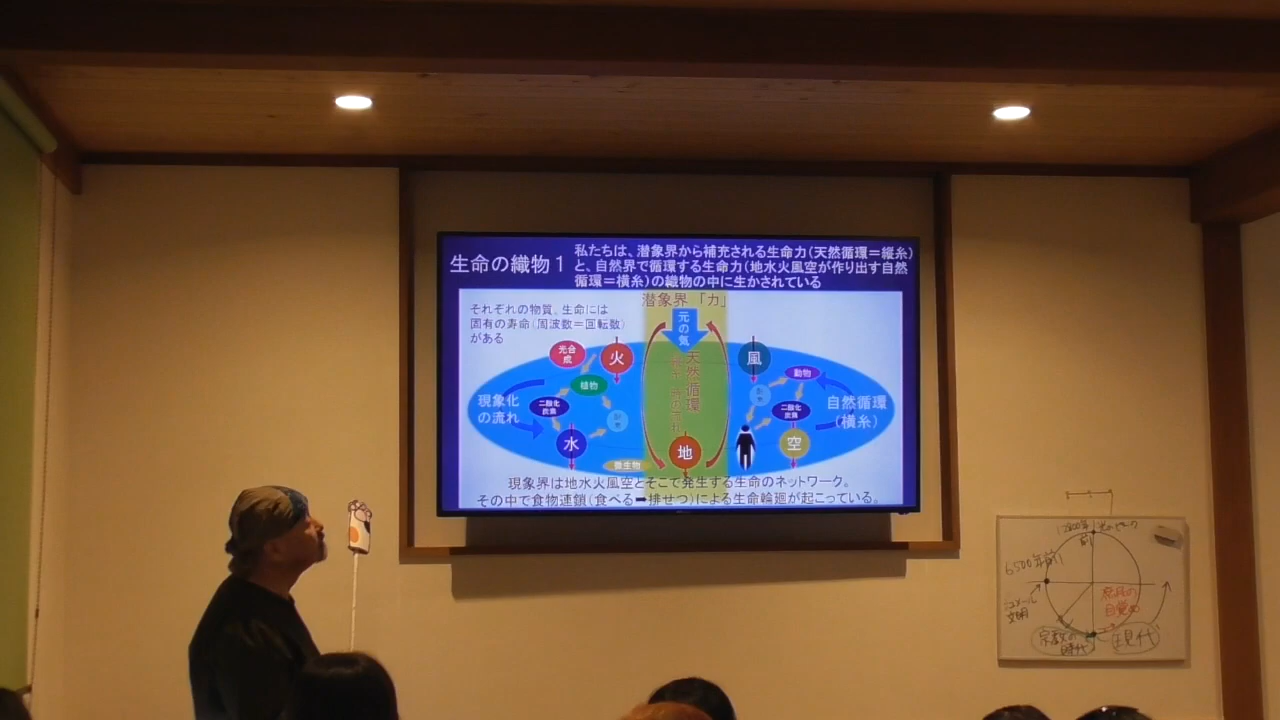 生命の織物1
私たちは、潜象界から補充される生命力(天然循環=縦糸)
と、自然界で循環する生命力(地水火風空が作り出す自然
循環=横糸)の織物の中に生かされている
潜象界「力」
それぞれの物質、生命には
固有の寿命(周波数=回転数)
がある
元の気
光合成
火
植物
二酸化
炭素
水
微生物
現象化
の流れ
天然循環
地
風
動物
二酸化
炭素
空
自然循環
(横糸)
現象界は地水火風空とそこで発生する生命のネットワーク。
その中で食物連鎖(食べる➡排せつ)による生命輪廻が起こっている。
前
6500年前
文明
自覚め
宗教の
時代
現代